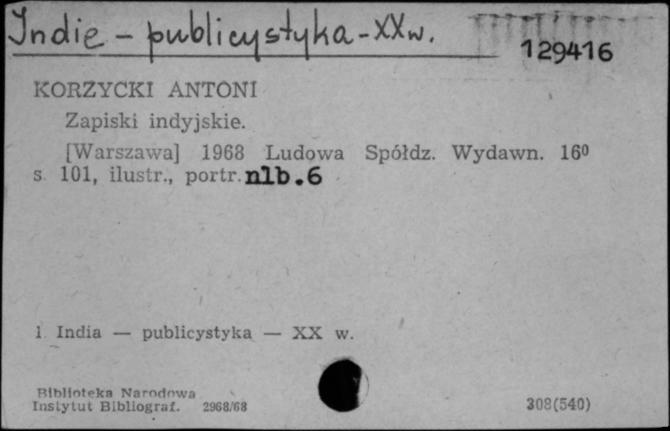 Indie - publicystyka - XX w.
129416
KORZYCKI ANTONI
Zapiski indyjskie.
[Warszawa] 1968 Ludowa Spółdz. Wydawn. 16⁰
s. 101, ilustr., portr. nlb.6
1. India — publicystyka — XX w.
Biblioteka Narodowa
Instytut Bibliograf. 2968/68
308(540)